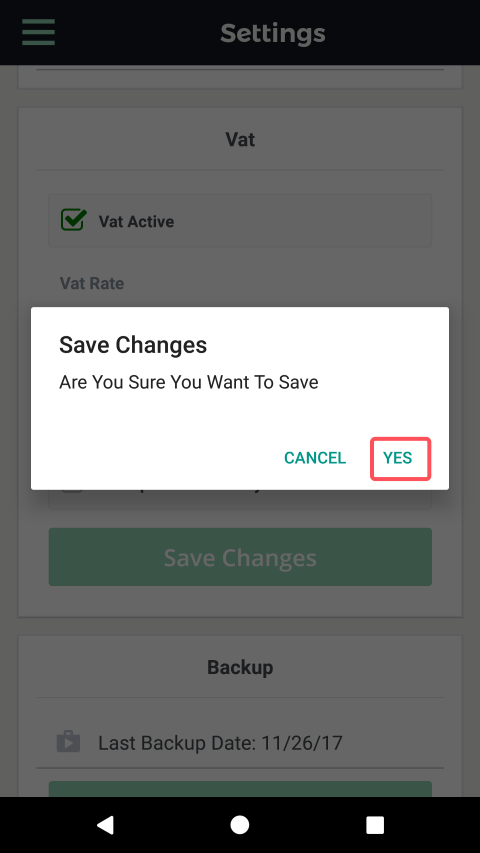 Settings
Vat
Vat Active
Vat Rate
Save Changes
Are You Sure You Want To Save
CANCEL
YES
Save Changes
Backup
Last Backup Date: 11/26/17